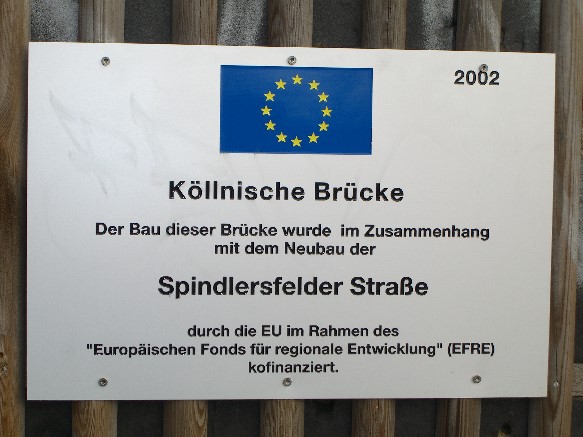 2002
Köllnische Brücke
Der Bau dieser Brücke wurde im Zusammenhang
mit dem Neubau der
Spindlersfelder Straße
durch die EU im Rahmen des
"Europäischen Fonds für regionale Entwicklung" (EFRE)
kofinanziert.